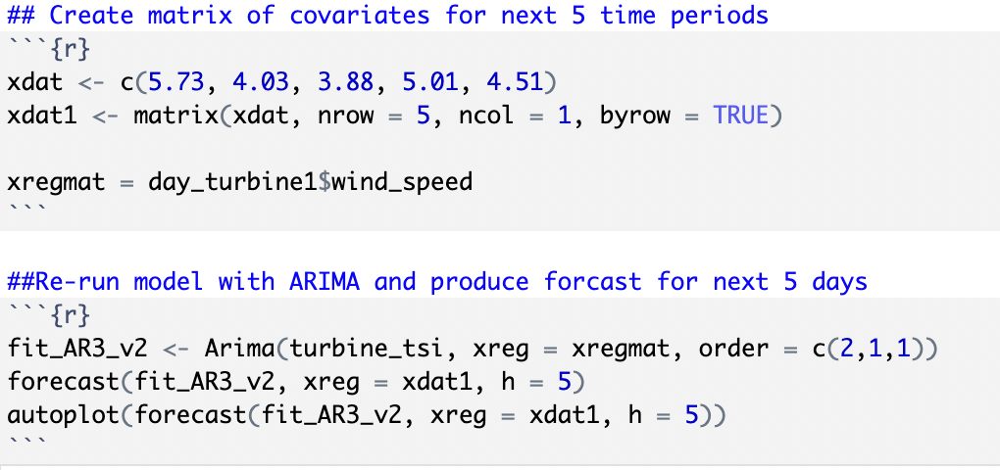 ## Create matrix of covariates for next 5 time periods
```{r}
xdat <- c(5.73, 4.03, 3.88, 5.01, 4.51)
xdat1 <- matrix(xdat, nrow = 5, ncol = 1, byrow = TRUE)
xregmat = day_turbine1$wind_speed
```
##Re-run model with ARIMA and produce forcast for next 5 days
```{r}
fit_AR3_v2 <- Arima(turbine_tsi, xreg = xregmat, order = c(2,1,1))
forecast(fit_AR3_v2, xreg = xdat1, h = 5)
autoplot(forecast(fit_AR3_v2, xreg = xdat1, h = 5))
```